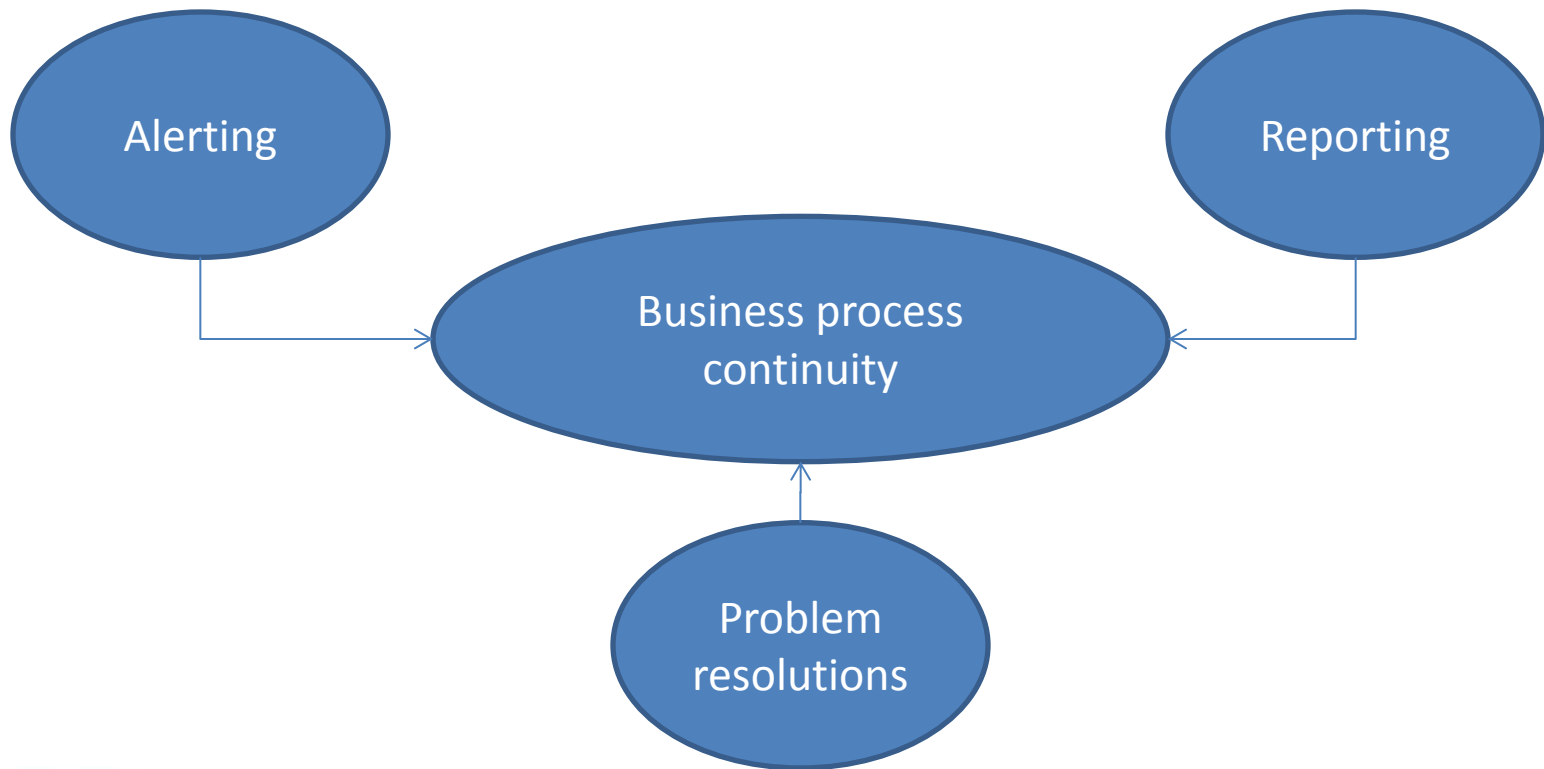 Alerting
Reporting
Business process
continuity
Problem
resolutions